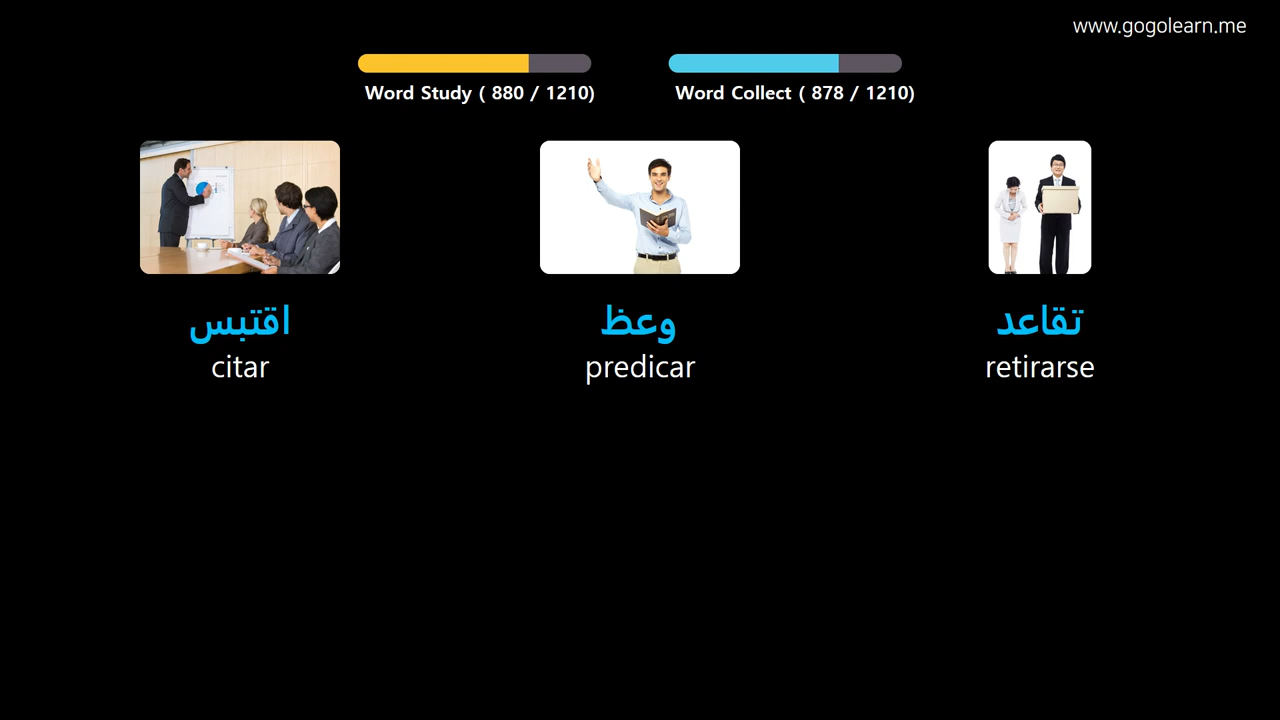 www.gogolearn.me
Word Study ( 880 / 1210)
Word Collect ( 878 / 1210)
اقتبس
citar
وعظ
predicar
تقاعد
retirarse